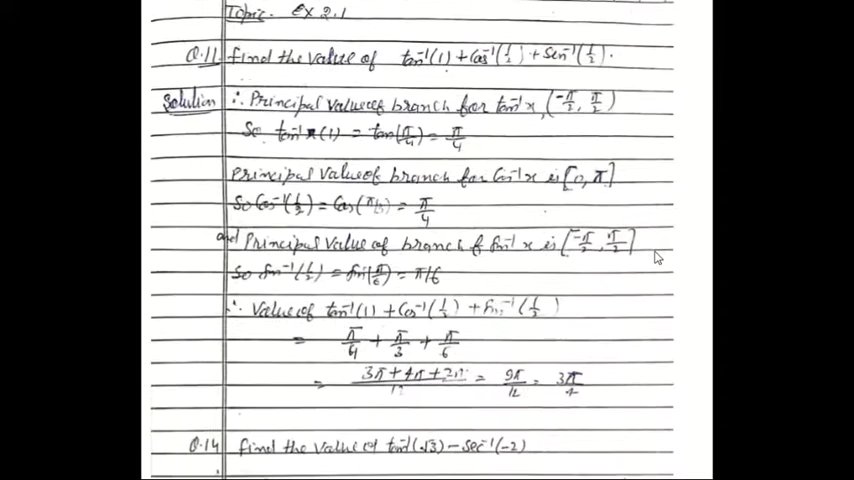 Topic. Ex 2.1
Q.11 find the value of tan⁻¹(1) + Cos⁻¹(1/2) + Sin⁻¹(1/2).
Solution ∴ Principal value of branch for tan⁻¹x, (-π/2, π/2)
So tan⁻¹(1) = tan(π/4) = π/4
Principal value of branch for Cos⁻¹x is [0, π]
So Cos⁻¹(1/2) = Cos(π/3) = π/4
and Principal value of branch f Sin⁻¹x is [-π/2, π/2]
So Sin⁻¹(1/2) = Sin(π/6) = π/6
∴ Value of tan⁻¹(1) + Cos⁻¹(1/2) + Sin⁻¹(1/2)
= π/4 + π/3 + π/6
= 3π + 4π + 2π / 12 = 9π/12 = 3π/4
Q.14 find the value of tan⁻¹(√3) - sec⁻¹(-2)